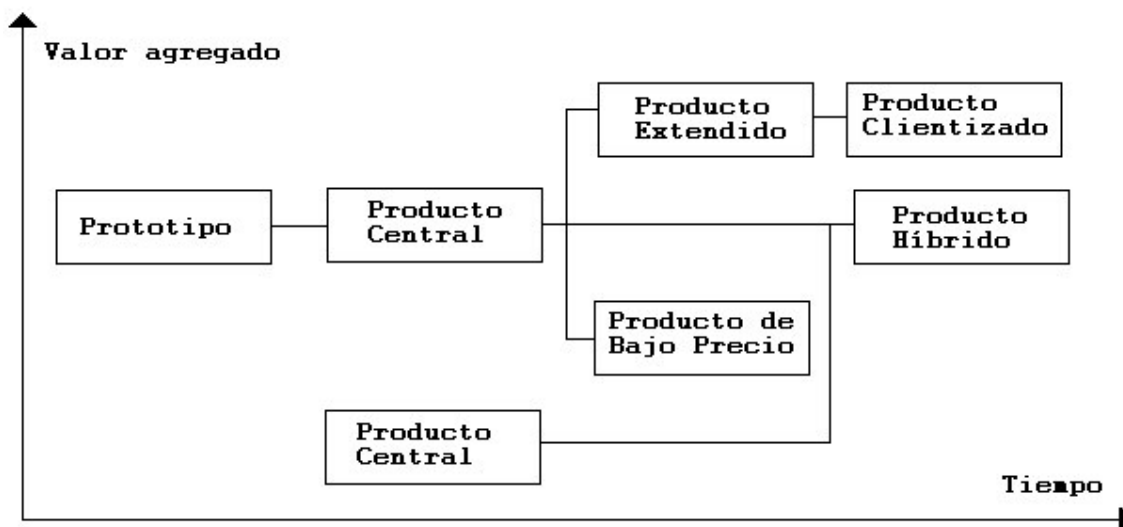 Valor agregado
Producto
Extendido
Producto
Clientizado
Prototipo
Producto
Central
Producto
Híbrido
Producto de
Bajo Precio
Producto
Central
Tiempo